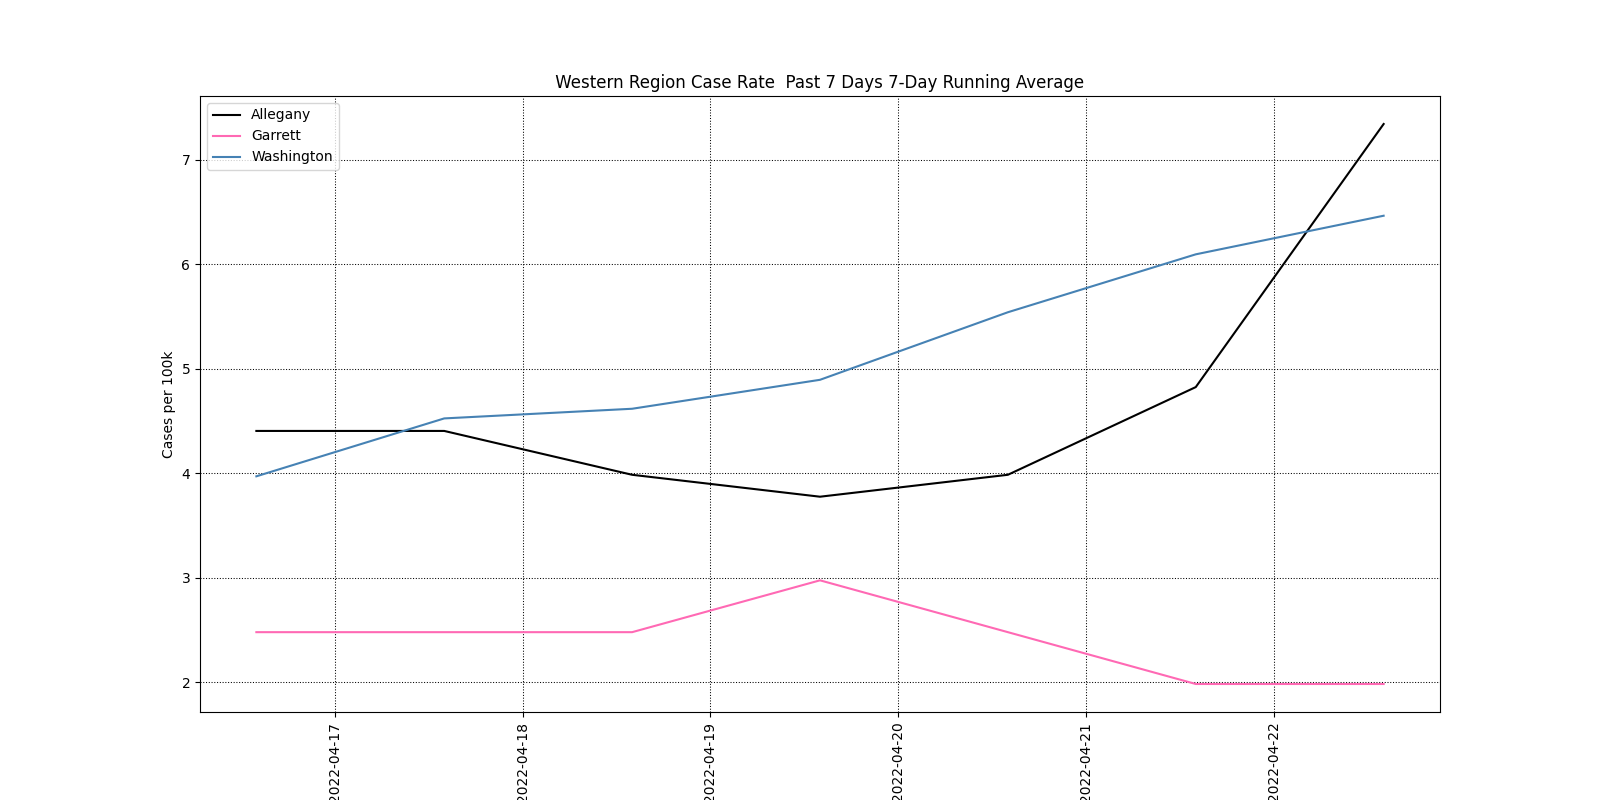 Western Region Case Rate  Past 7 Days 7-Day Running Average
Allegany
Garrett
Washington
7
6
5
4
3
2
Cases per 100k
2022-04-17
2022-04-18
2022-04-19
2022-04-20
2022-04-21
2022-04-22